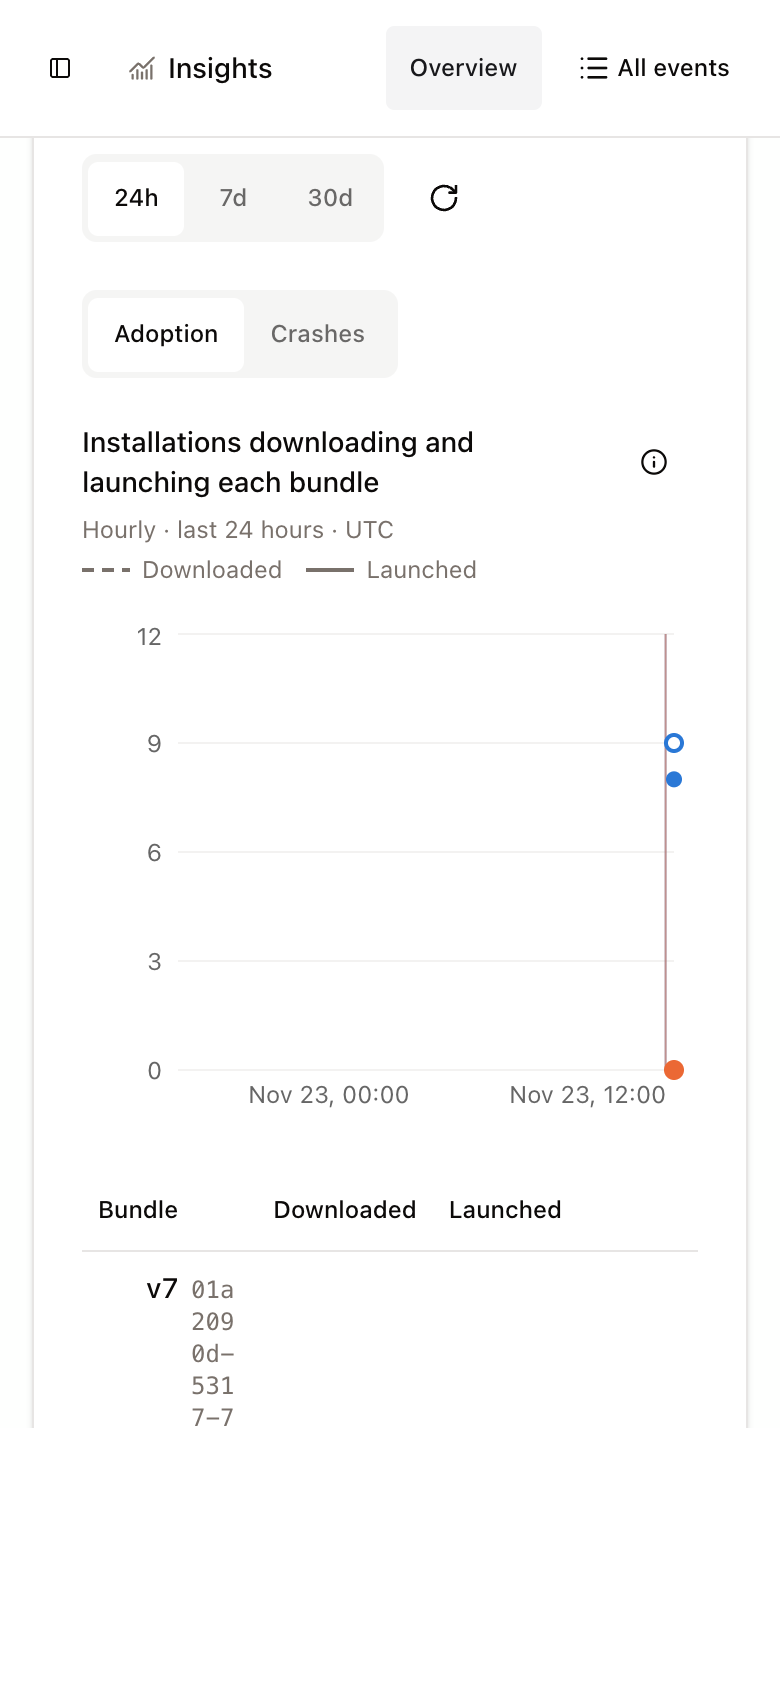 Insights
Overview
All events
24h
7d
30d
Adoption
Crashes
Installations downloading and
launching each bundle
Hourly · last 24 hours · UTC
Downloaded
Launched
12
9
6
3
0
Nov 23, 00:00
Nov 23, 12:00
Bundle
Downloaded
Launched
v7
01a
209
0d-
531
7-7